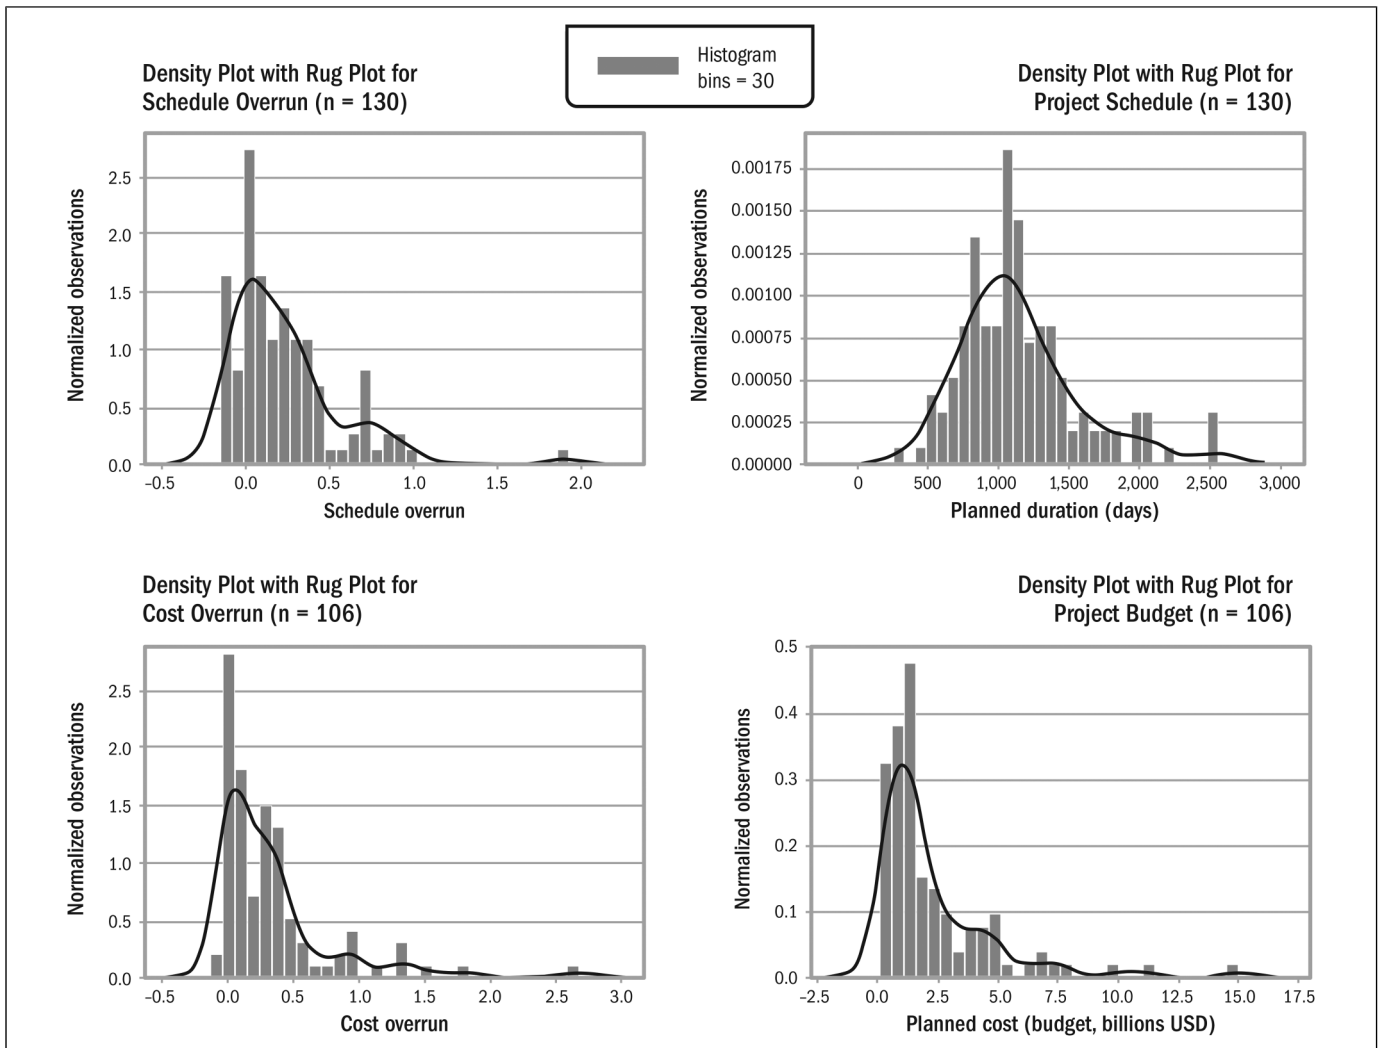 Histogram
bins = 30
Density Plot with Rug Plot for
Schedule Overrun (n = 130)
Normalized observations
2.5
2.0
1.5
1.0
0.5
0.0
–0.5 0.0 0.5 1.0 1.5 2.0
Schedule overrun
Density Plot with Rug Plot for
Project Schedule (n = 130)
Normalized observations
0.00175
0.00150
0.00125
0.00100
0.00075
0.00050
0.00025
0.00000
0 500 1,000 1,500 2,000 2,500 3,000
Planned duration (days)
Density Plot with Rug Plot for
Cost Overrun (n = 106)
Normalized observations
2.5
2.0
1.5
1.0
0.5
0.0
–0.5 0.0 0.5 1.0 1.5 2.0 2.5 3.0
Cost overrun
Density Plot with Rug Plot for
Project Budget (n = 106)
Normalized observations
0.5
0.4
0.3
0.2
0.1
0.0
–2.5 0.0 2.5 5.0 7.5 10.0 12.5 15.0 17.5
Planned cost (budget, billions USD)